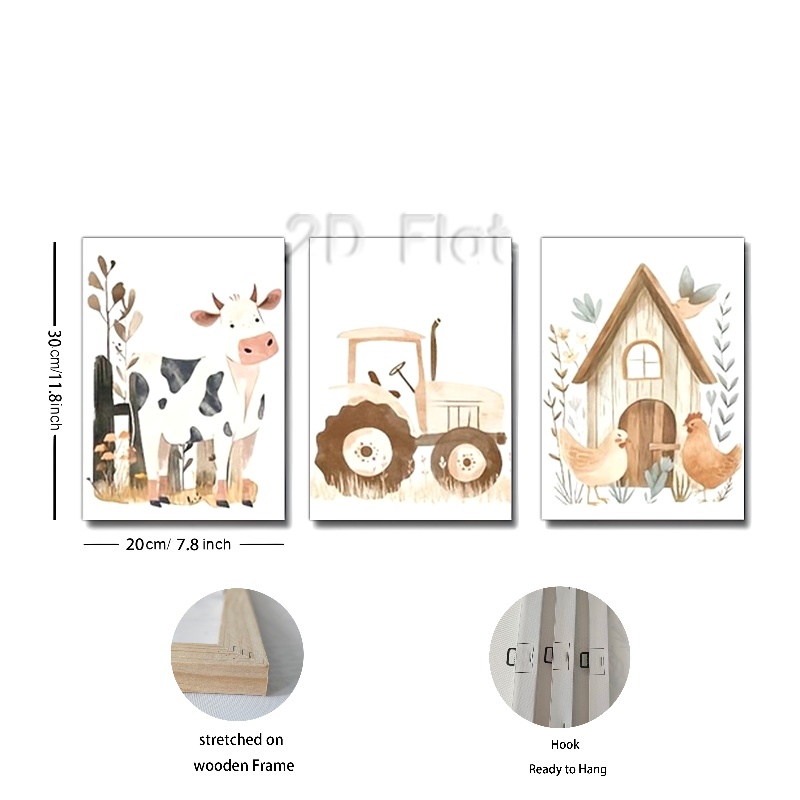 2D Flat
30cm/11.8inch
20cm/ 7.8 inch
stretched on
wooden Frame
Hook
Ready to Hang